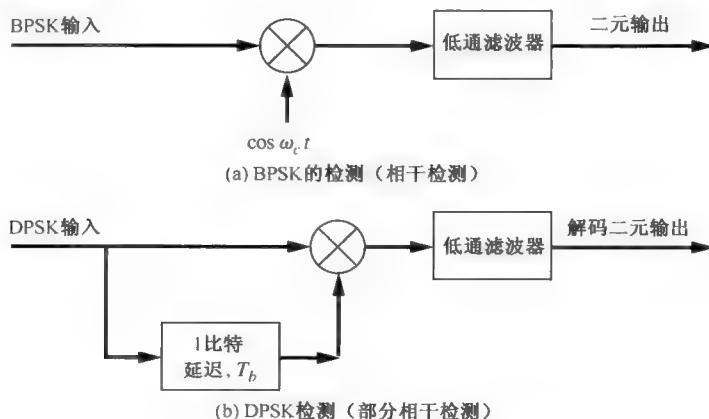 BPSK输入
低通滤波器
二元输出
cos ω_c t
(a) BPSK的检测（相干检测）
DPSK输入
低通滤波器
解码二元输出
1比特
延迟, T_b
(b) DPSK检测（部分相干检测）